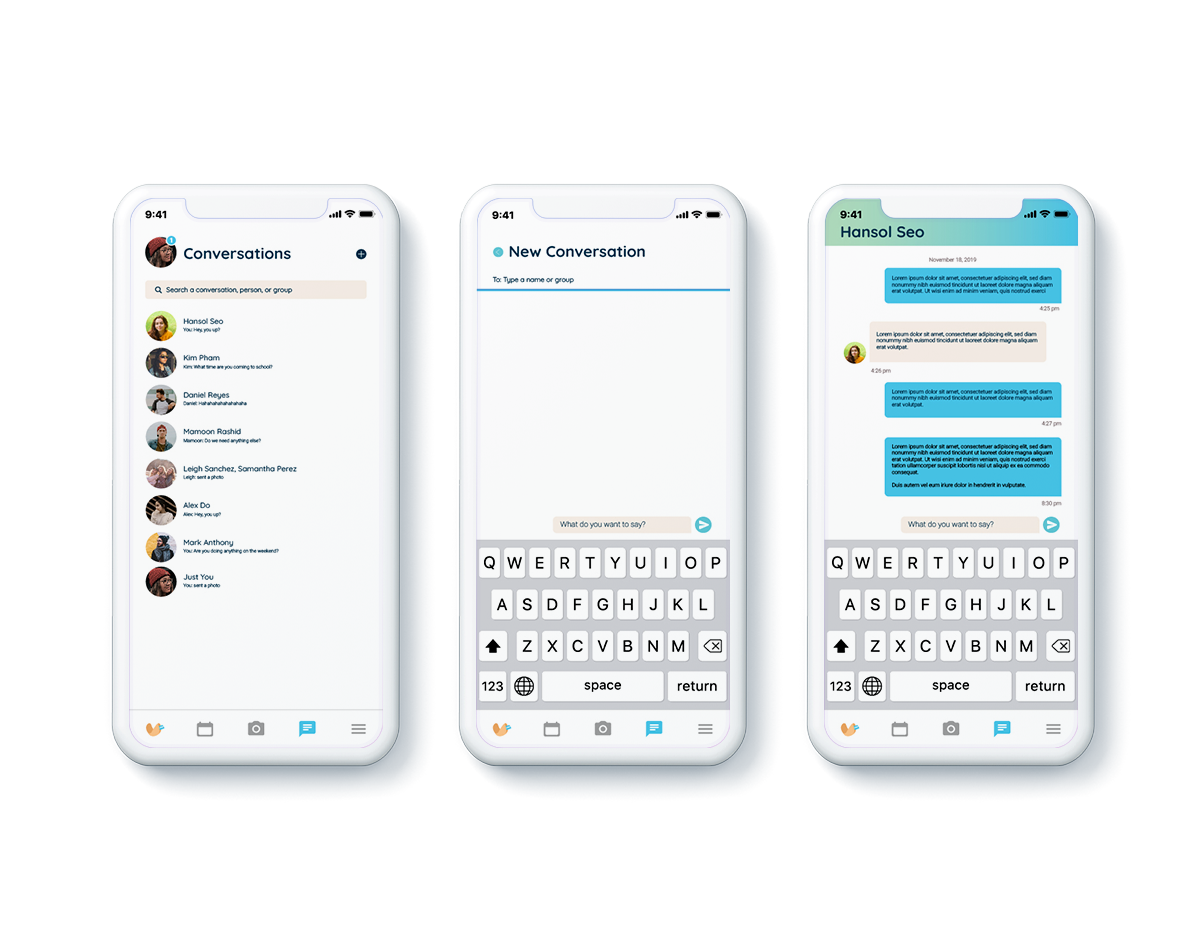 9:41
1
Conversations
Search a conversation, person, or group
Hansol Seo
You: Hey, you up?
Kim Pham
Kim: What time are you coming to school?
Daniel Reyes
Daniel: Hahahahahahahahaha
Mamoon Rashid
Mamoon: Do we need anything else?
Leigh Sanchez, Samantha Perez
Leigh: sent a photo
Alex Do
Alex: Hey, you up?
Mark Anthony
You: Are you doing anything on the weekend?
Just You
You: sent a photo
9:41
New Conversation
To: Type a name or group
What do you want to say?
Q W E R T Y U I O P
A S D F G H J K L
Z X C V B N M
123 space return
9:41
Hansol Seo
November 18, 2019
Lorem ipsum dolor sit amet, consectetuer adipiscing elit, sed diam
nonummy nibh euismod tincidunt ut laoreet dolore magna aliquam
erat volutpat. Ut wisi enim ad minim veniam, quis nostrud exerci
4:25 pm
Lorem ipsum dolor sit amet, consectetuer adipiscing elit, sed diam
nonummy nibh euismod tincidunt ut laoreet dolore magna aliquam
erat volutpat.
4:26 pm
Lorem ipsum dolor sit amet, consectetuer adipiscing elit, sed diam
nonummy nibh euismod tincidunt ut laoreet dolore magna aliquam
erat volutpat.
4:27 pm
Lorem ipsum dolor sit amet, consectetuer adipiscing elit, sed diam
nonummy nibh euismod tincidunt ut laoreet dolore magna aliquam
erat volutpat. Ut wisi enim ad minim veniam, quis nostrud exerci
tation ullamcorper suscipit lobortis nisl ut aliquip ex ea commodo
consequat.
Duis autem vel eum iriure dolor in hendrerit in vulputate.
8:30 pm
What do you want to say?
Q W E R T Y U I O P
A S D F G H J K L
Z X C V B N M
123 space return